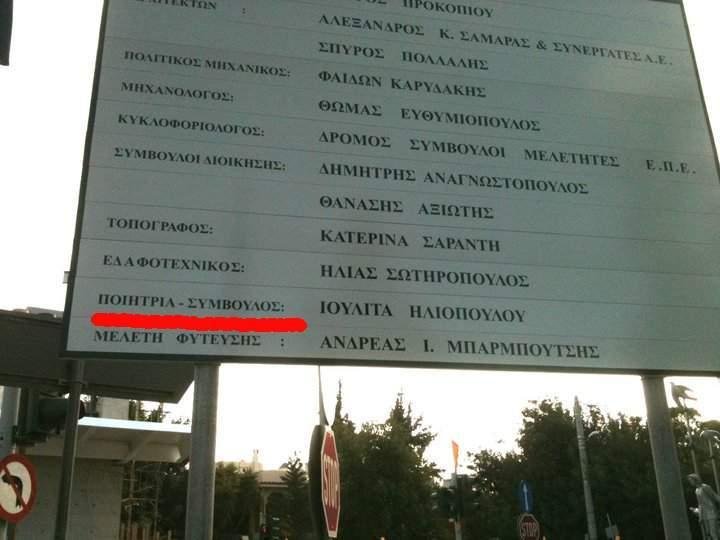 ΠΡΟΚΟΠΙΟΥ
ΑΡΧΙΤΕΚΤΩΝ : ΑΛΕΞΑΝΔΡΟΣ Κ. ΣΑΜΑΡΑΣ & ΣΥΝΕΡΓΑΤΕΣ Α.Ε.
ΣΠΥΡΟΣ ΠΟΛΛΑΛΗΣ
ΠΟΛΙΤΙΚΟΣ ΜΗΧΑΝΙΚΟΣ: ΦΑΙΔΩΝ ΚΑΡΥΔΑΚΗΣ
ΜΗΧΑΝΟΛΟΓΟΣ: ΘΩΜΑΣ ΕΥΘΥΜΙΟΠΟΥΛΟΣ
ΚΥΚΛΟΦΟΡΙΟΛΟΓΟΣ: ΔΡΟΜΟΣ ΣΥΜΒΟΥΛΟΙ ΜΕΛΕΤΗΤΕΣ Ε.Π.Ε.
ΣΥΜΒΟΥΛΟΙ ΔΙΟΙΚΗΣΗΣ: ΔΗΜΗΤΡΗΣ ΑΝΑΓΝΩΣΤΟΠΟΥΛΟΣ
ΘΑΝΑΣΗΣ ΑΞΙΩΤΗΣ
ΤΟΠΟΓΡΑΦΟΣ: ΚΑΤΕΡΙΝΑ ΣΑΡΑΝΤΗ
ΕΔΑΦΟΤΕΧΝΙΚΟΣ: ΗΛΙΑΣ ΣΩΤΗΡΟΠΟΥΛΟΣ
ΠΟΙΗΤΡΙΑ - ΣΥΜΒΟΥΛΟΣ: ΙΟΥΛΙΤΑ ΗΛΙΟΠΟΥΛΟΥ
ΜΕΛΕΤΗ ΦΥΤΕΥΣΗΣ : ΑΝΔΡΕΑΣ Ι. ΜΠΑΡΜΠΟΥΤΣΗΣ
STOP
STOP